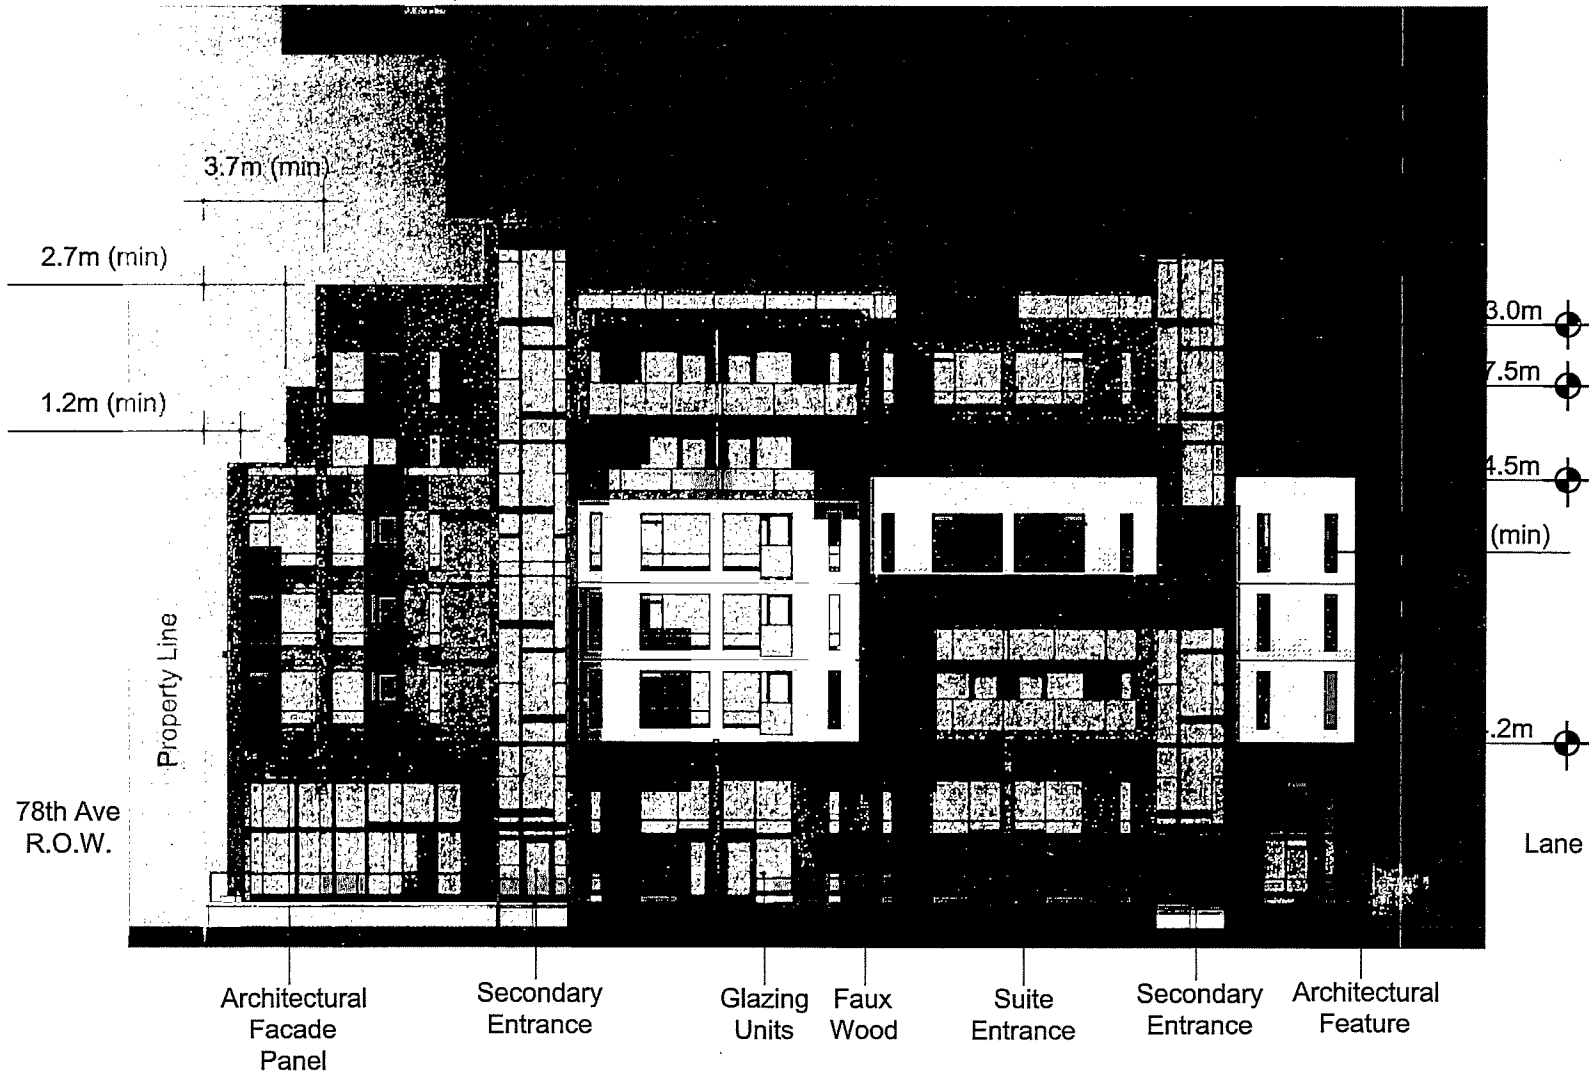 3.7m (min)
2.7m (min)
1.2m (min)
3.0m
7.5m
4.5m
(min)
.2m
Property Line
78th Ave
R.O.W.
Lane
Architectural
Facade
Panel
Secondary
Entrance
Glazing
Units
Faux
Wood
Suite
Entrance
Secondary
Entrance
Architectural
Feature